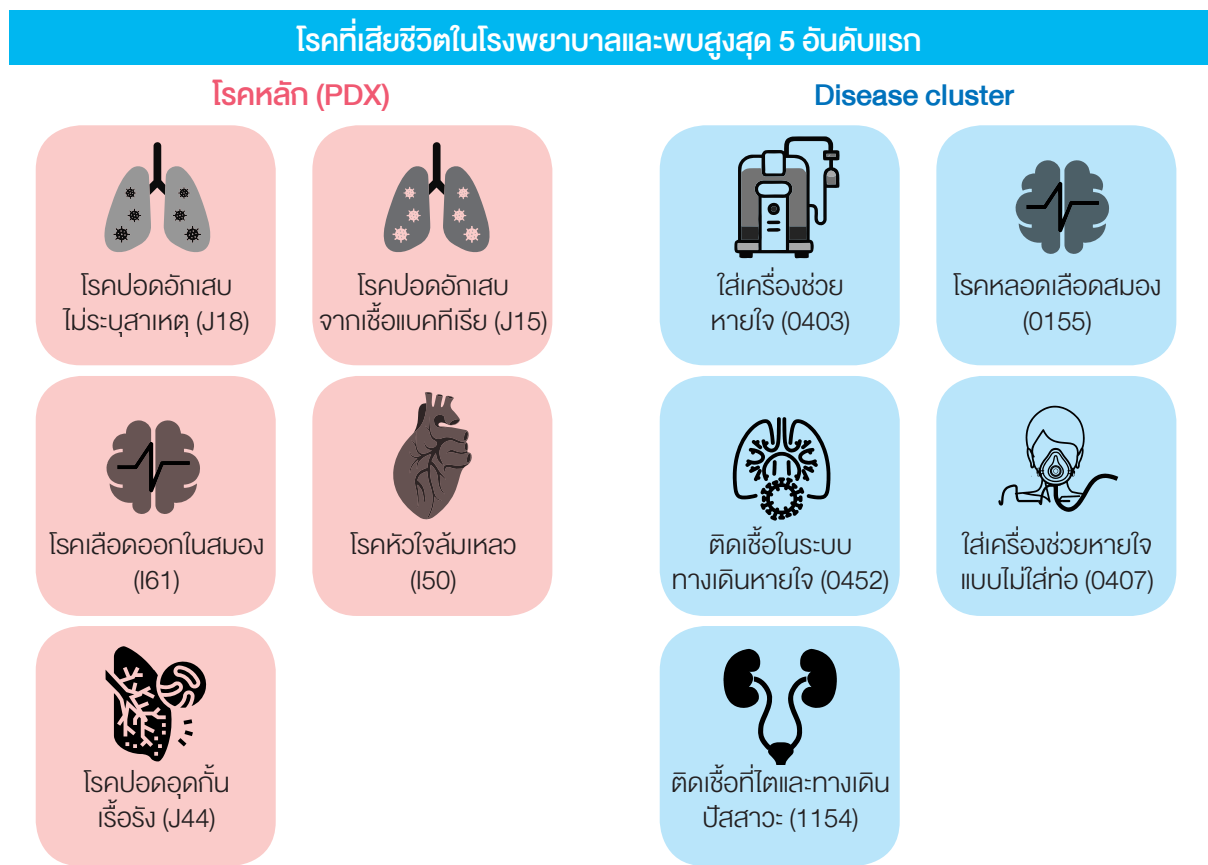 โรคที่เสียชีวิตในโรงพยาบาลและพบสูงสุด 5 อันดับแรก
โรคหลัก (PDX)
โรคปอดอักเสบ
ไม่ระบุสาเหตุ (J18)
โรคปอดอักเสบ
จากเชื้อแบคทีเรีย (J15)
โรคเลือดออกในสมอง
(I61)
โรคหัวใจล้มเหลว
(I50)
โรคปอดอุดกั้น
เรื้อรัง (J44)
Disease cluster
ใส่เครื่องช่วย
หายใจ (0403)
โรคหลอดเลือดสมอง
(0155)
ติดเชื้อในระบบ
ทางเดินหายใจ (0452)
ใส่เครื่องช่วยหายใจ
แบบไม่ใส่ท่อ (0407)
ติดเชื้อที่ไตและทางเดิน
ปัสสาวะ (1154)